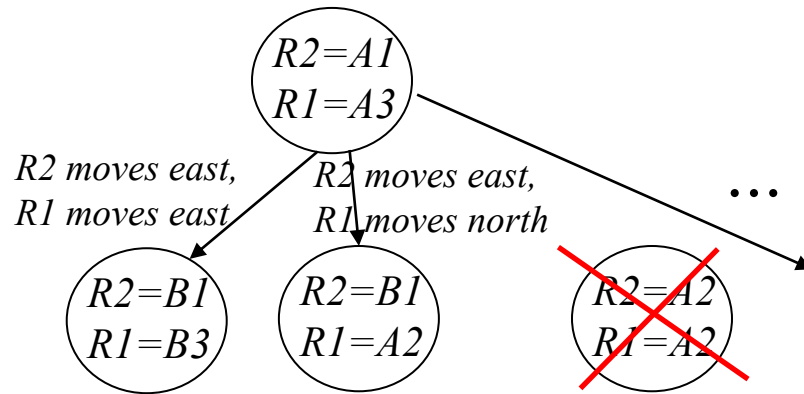 R2=A1
R1=A3
R2 moves east,
R1 moves east
R2 moves east,
R1 moves north
...
R2=B1
R1=B3
R2=B1
R1=A2
R2=A2
R1=A2